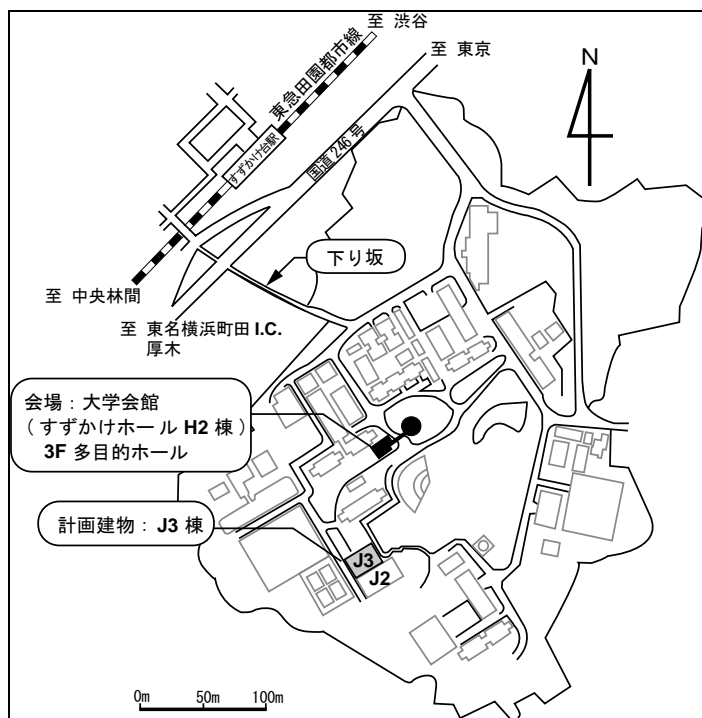 至 渋谷
至 東京
東急田園都市線
すずかけ台駅
国道246号
N
下り坂
至 中央林間
至 東名横浜町田 I.C.
厚木
会場：大学会館
（すずかけホール H2 棟）
3F 多目的ホール
計画建物：J3 棟
J3
J2
0m 50m 100m